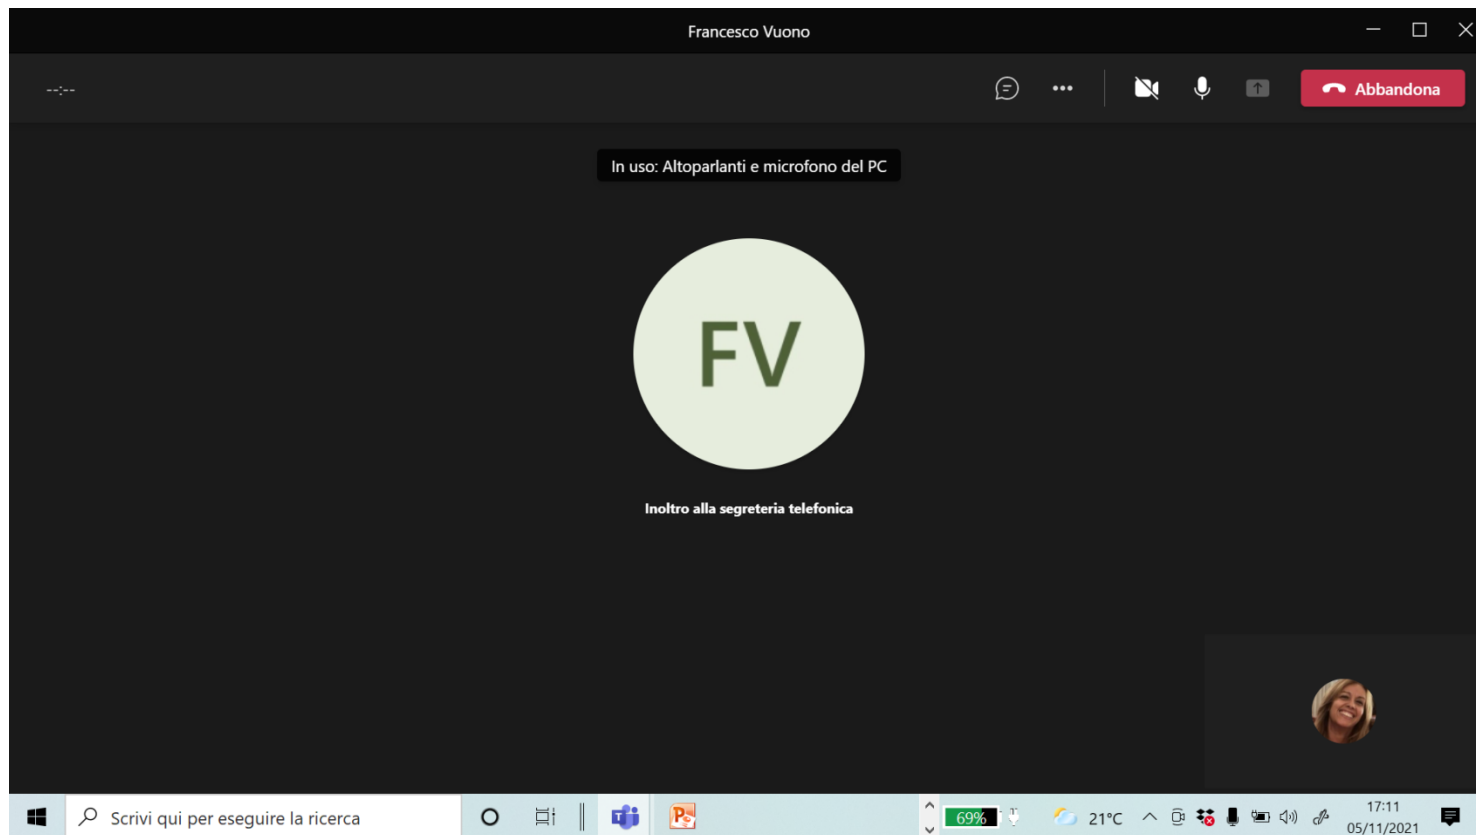 Francesco Vuono
--:--
Abbandona
In uso: Altoparlanti e microfono del PC
FV
Inoltro alla segreteria telefonica
Scrivi qui per eseguire la ricerca
69%
21°C
17:11
05/11/2021